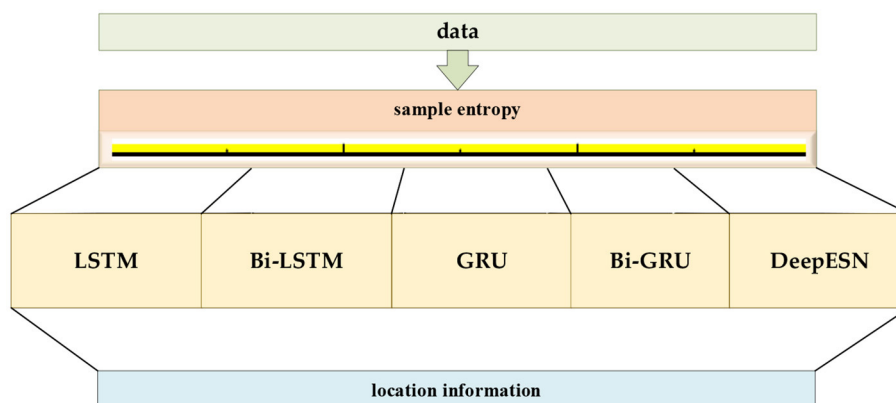 data
sample entropy
LSTM
Bi-LSTM
GRU
Bi-GRU
DeepESN
location information